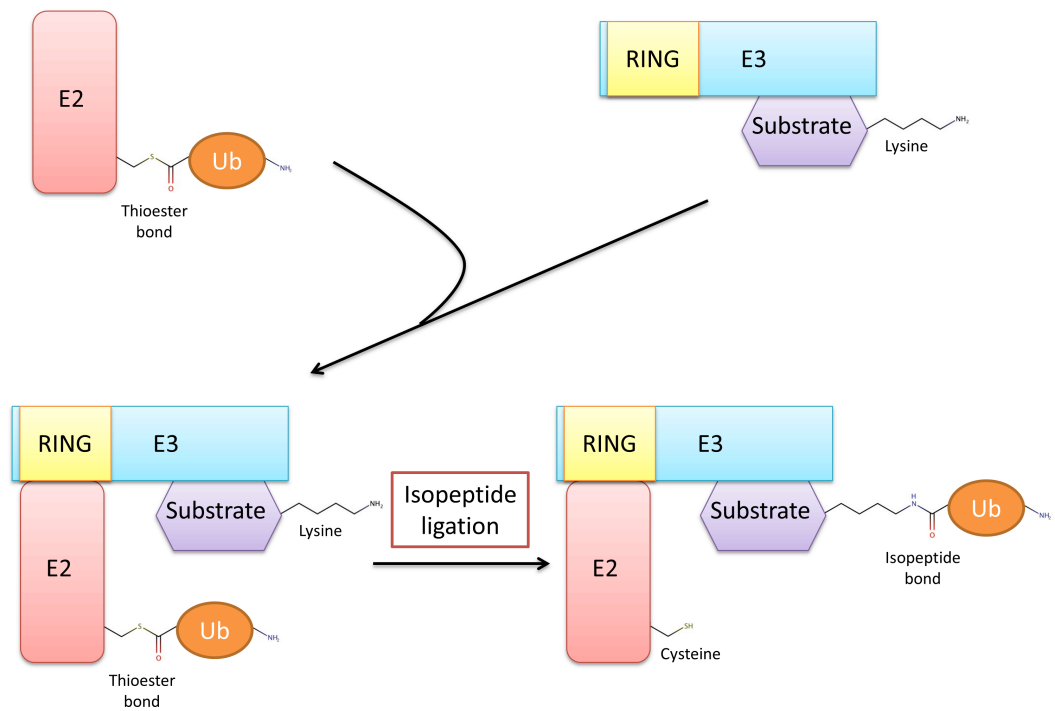 E2
S
O
Ub
NH₂
Thioester
bond
RING
E3
Substrate
NH₂
Lysine
RING
E3
Substrate
NH₂
Lysine
E2
S
O
Ub
NH₂
Thioester
bond
Isopeptide
ligation
RING
E3
Substrate
H
N
O
Ub
NH₂
Isopeptide
bond
E2
SH
Cysteine